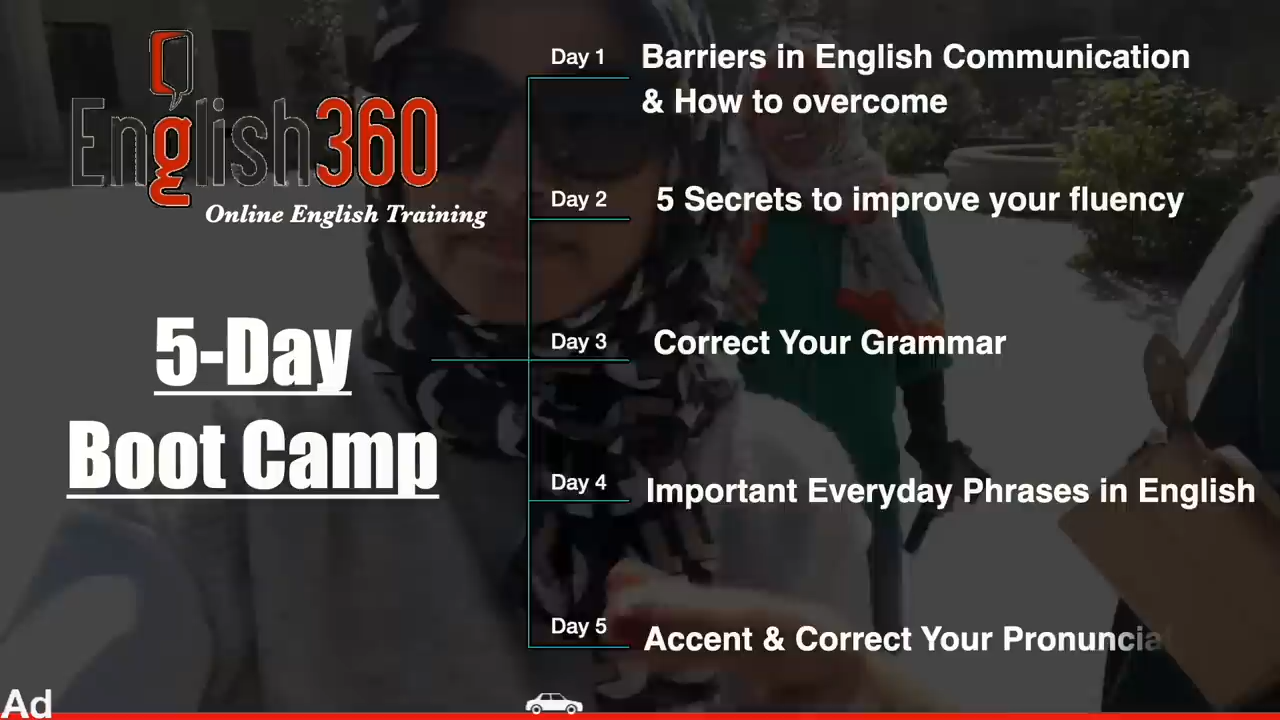 English360
Online English Training
5-Day
Boot Camp
Day 1
Barriers in English Communication
& How to overcome
Day 2
5 Secrets to improve your fluency
Day 3
Correct Your Grammar
Day 4
Important Everyday Phrases in English
Day 5
Accent & Correct Your Pronuncia
Ad